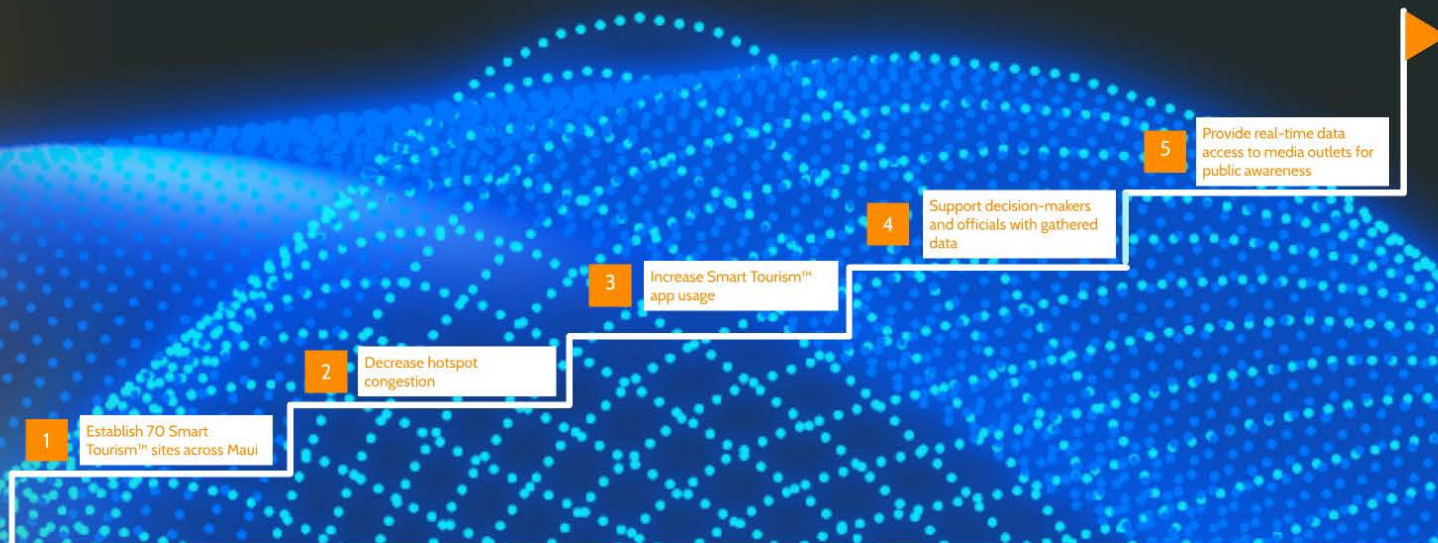 1
Establish 70 Smart
Tourism™ sites across Maui
2
Decrease hotspot
congestion
3
Increase Smart Tourism™
app usage
4
Support decision-makers
and officials with gathered
data
5
Provide real-time data
access to media outlets for
public awareness